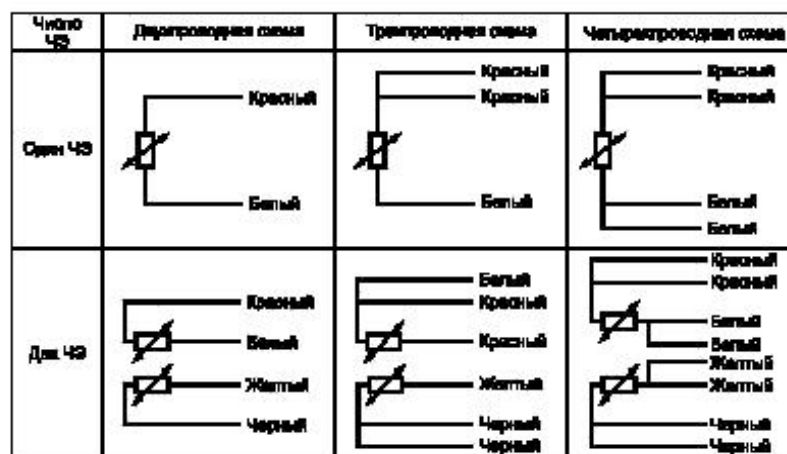 Число ЧЭ
Двухпроводная схема
Трехпроводная схема
Четырехпроводная схема
Один ЧЭ
Красный
Белый
Красный
Красный
Белый
Красный
Красный
Белый
Белый
Два ЧЭ
Красный
Белый
Желтый
Черный
Белый
Красный
Красный
Желтый
Черный
Черный
Красный
Красный
Белый
Белый
Желтый
Желтый
Черный
Черный